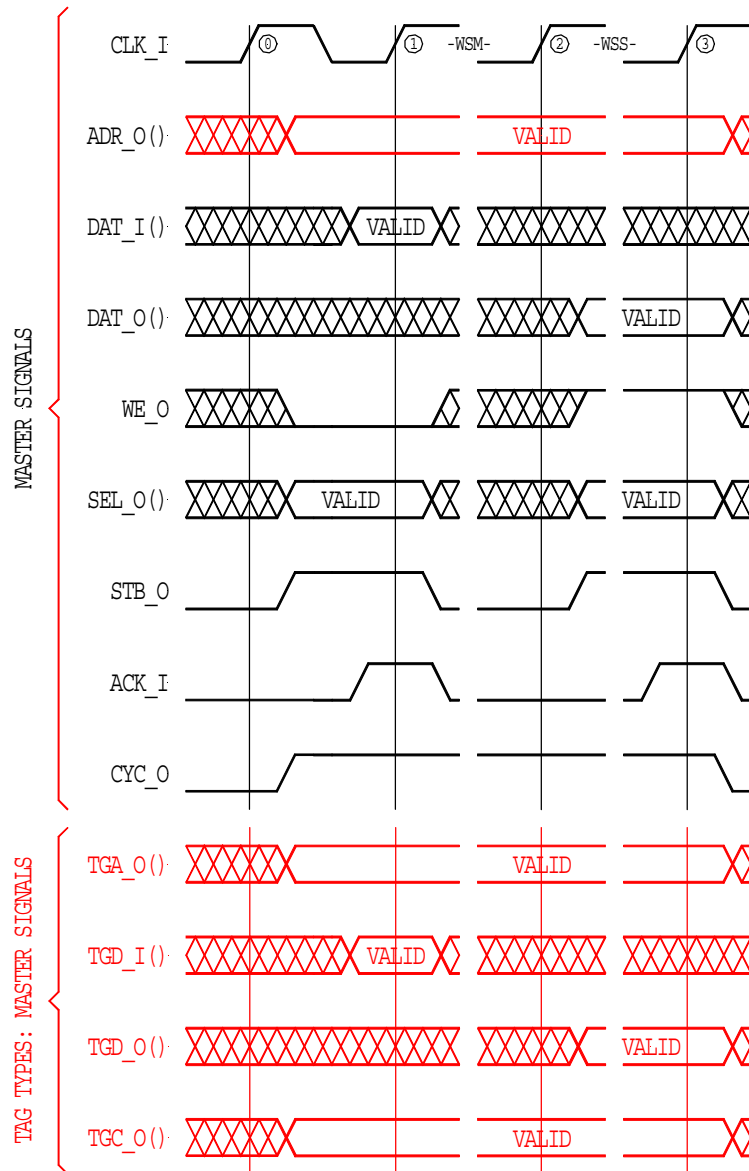 CLK_I 0 1 -WSM- 2 -WSS- 3
ADR_O() VALID
DAT_I() VALID
DAT_O() VALID
WE_O
SEL_O() VALID VALID
STB_O
ACK_I
CYC_O
MASTER SIGNALS
TGA_O() VALID
TGD_I() VALID
TGD_O() VALID
TGC_O() VALID
TAG TYPES: MASTER SIGNALS